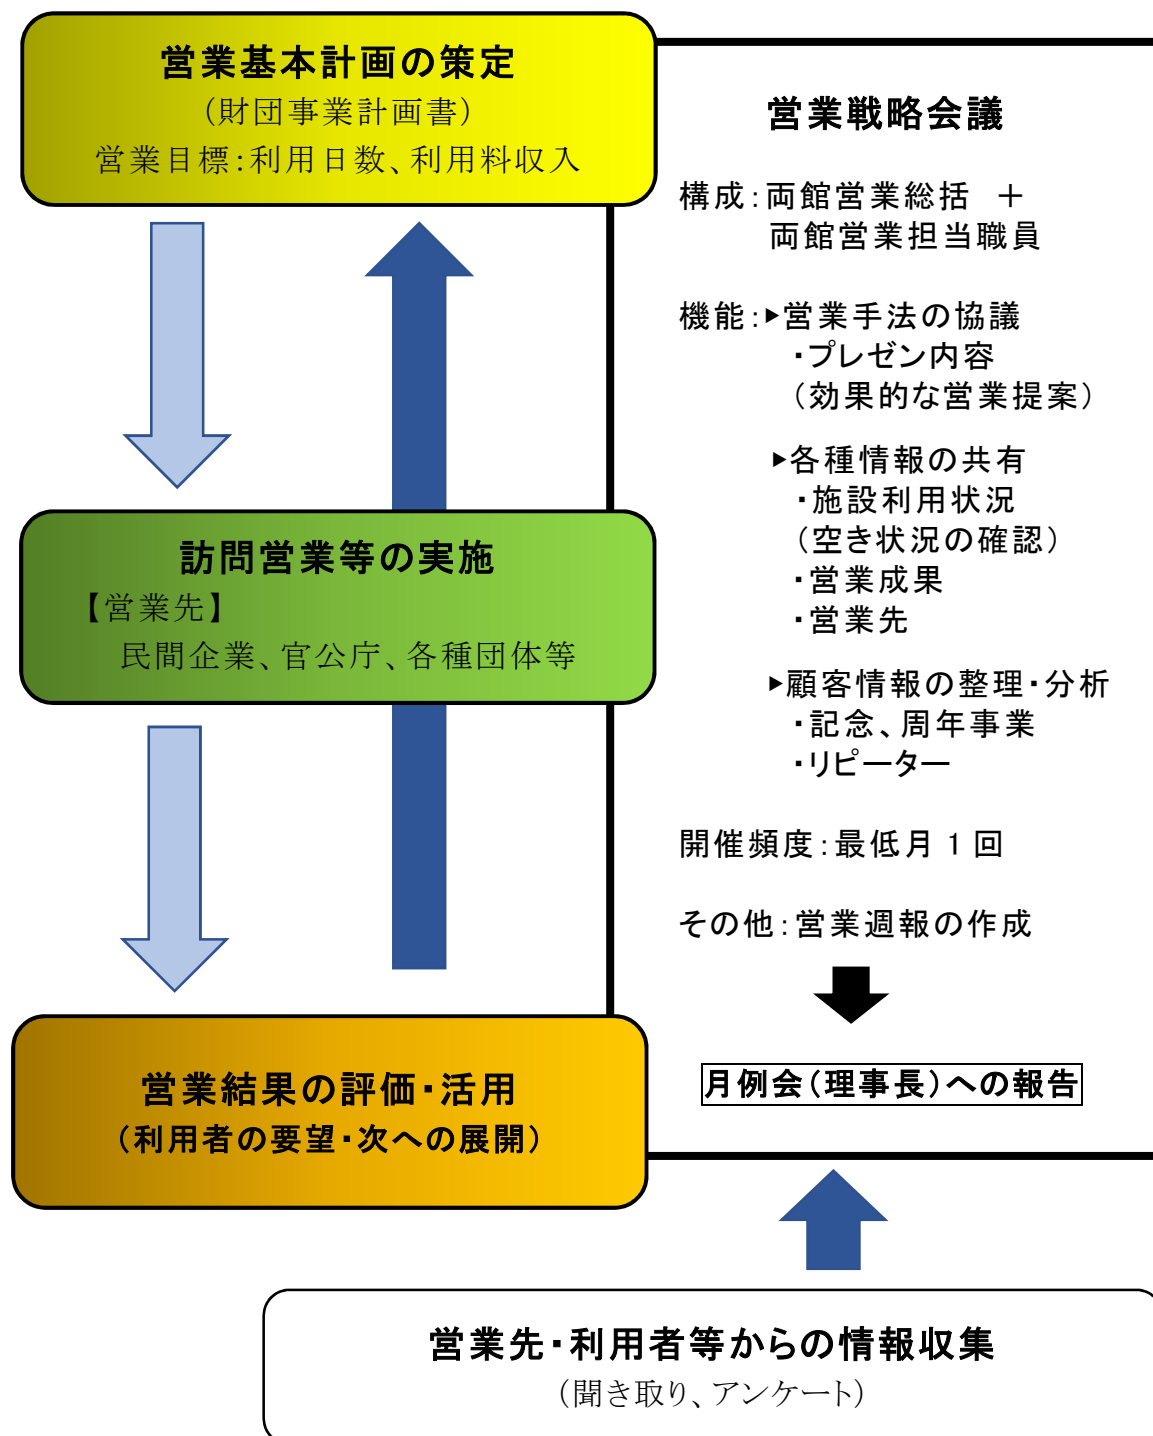 営業基本計画の策定
（財団事業計画書）
営業目標：利用日数、利用料収入
訪問営業等の実施
【営業先】
民間企業、官公庁、各種団体等
営業結果の評価・活用
（利用者の要望・次への展開）
営業戦略会議
構成：両館営業総括　＋
両館営業担当職員
機能：▶営業手法の協議
・プレゼン内容
（効果的な営業提案）
▶各種情報の共有
・施設利用状況
（空き状況の確認）
・営業成果
・営業先
▶顧客情報の整理・分析
・記念、周年事業
・リピーター
開催頻度：最低月 1 回
その他：営業週報の作成
月例会（理事長）への報告
営業先・利用者等からの情報収集
（聞き取り、アンケート）